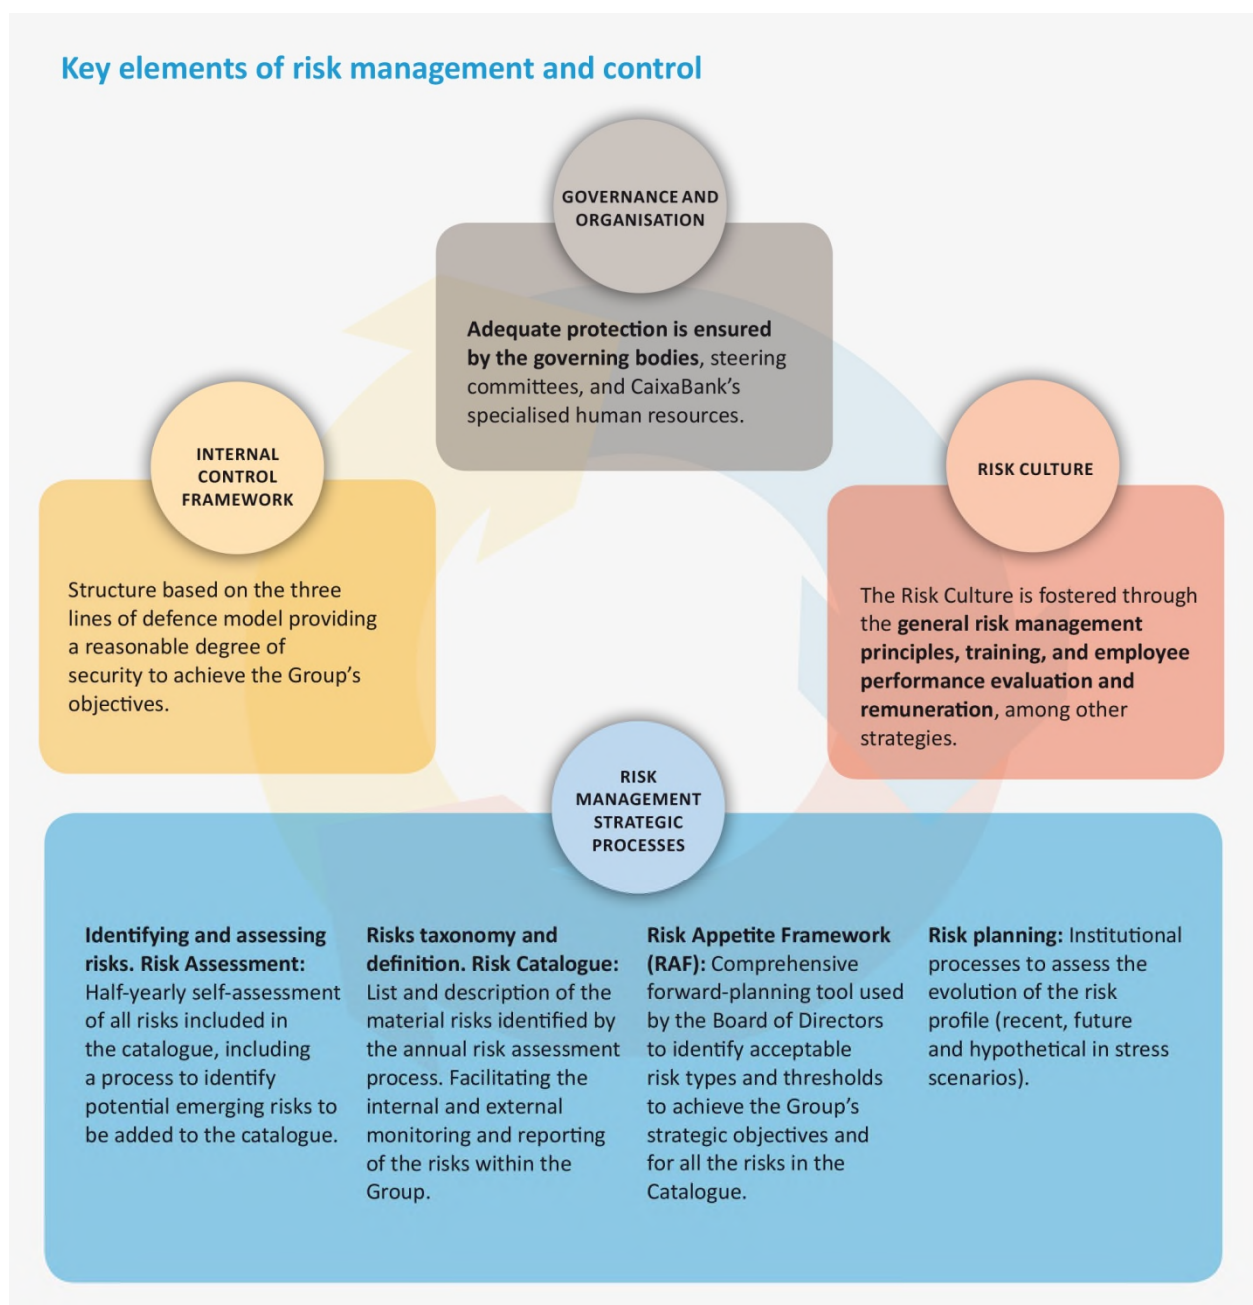 Key elements of risk management and control
GOVERNANCE AND
ORGANISATION
Adequate protection is ensured
by the governing bodies, steering
committees, and CaixaBank’s
specialised human resources.
INTERNAL
CONTROL
FRAMEWORK
Structure based on the three
lines of defence model providing
a reasonable degree of
security to achieve the Group’s
objectives.
RISK CULTURE
The Risk Culture is fostered through
the general risk management
principles, training, and employee
performance evaluation and
remuneration, among other
strategies.
RISK
MANAGEMENT
STRATEGIC
PROCESSES
Identifying and assessing
risks. Risk Assessment:
Half-yearly self-assessment
of all risks included in
the catalogue, including
a process to identify
potential emerging risks to
be added to the catalogue.
Risks taxonomy and
definition. Risk Catalogue:
List and description of the
material risks identified by
the annual risk assessment
process. Facilitating the
internal and external
monitoring and reporting
of the risks within the
Group.
Risk Appetite Framework
(RAF): Comprehensive
forward-planning tool used
by the Board of Directors
to identify acceptable
risk types and thresholds
to achieve the Group’s
strategic objectives and
for all the risks in the
Catalogue.
Risk planning: Institutional
processes to assess the
evolution of the risk
profile (recent, future
and hypothetical in stress
scenarios).